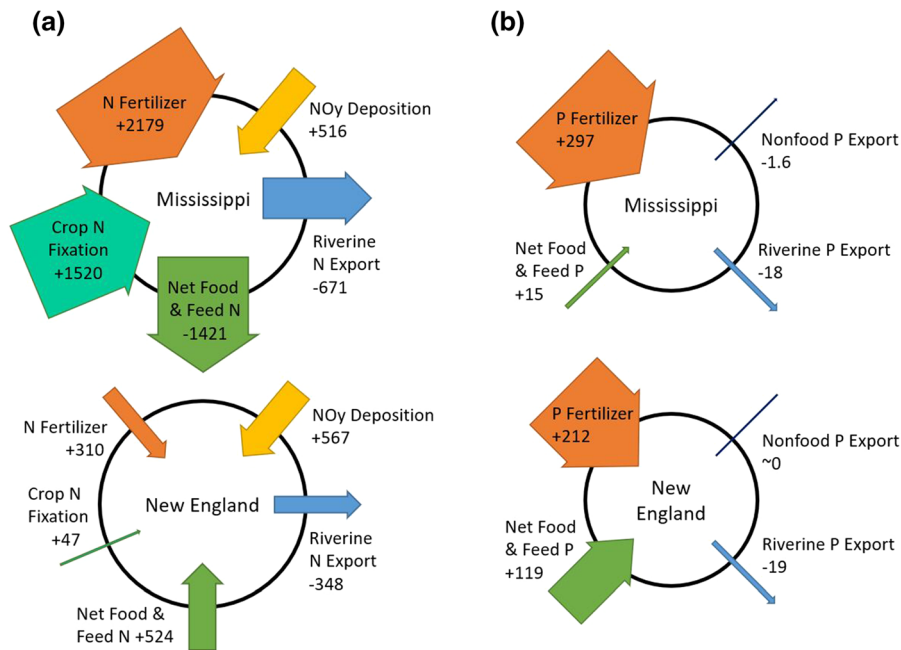 (a)
N Fertilizer
+2179
NOy Deposition
+516
Mississippi
Crop N
Fixation
+1520
Riverine
N Export
-671
Net Food
& Feed N
-1421
N Fertilizer
+310
NOy Deposition
+567
Crop N
Fixation
+47
New England
Riverine
N Export
-348
Net Food &
Feed N +524
(b)
P Fertilizer
+297
Nonfood P Export
-1.6
Mississippi
Net Food
& Feed P
+15
Riverine P Export
-18
P Fertilizer
+212
Nonfood P Export
~0
New
England
Net Food
& Feed P
+119
Riverine P Export
-19